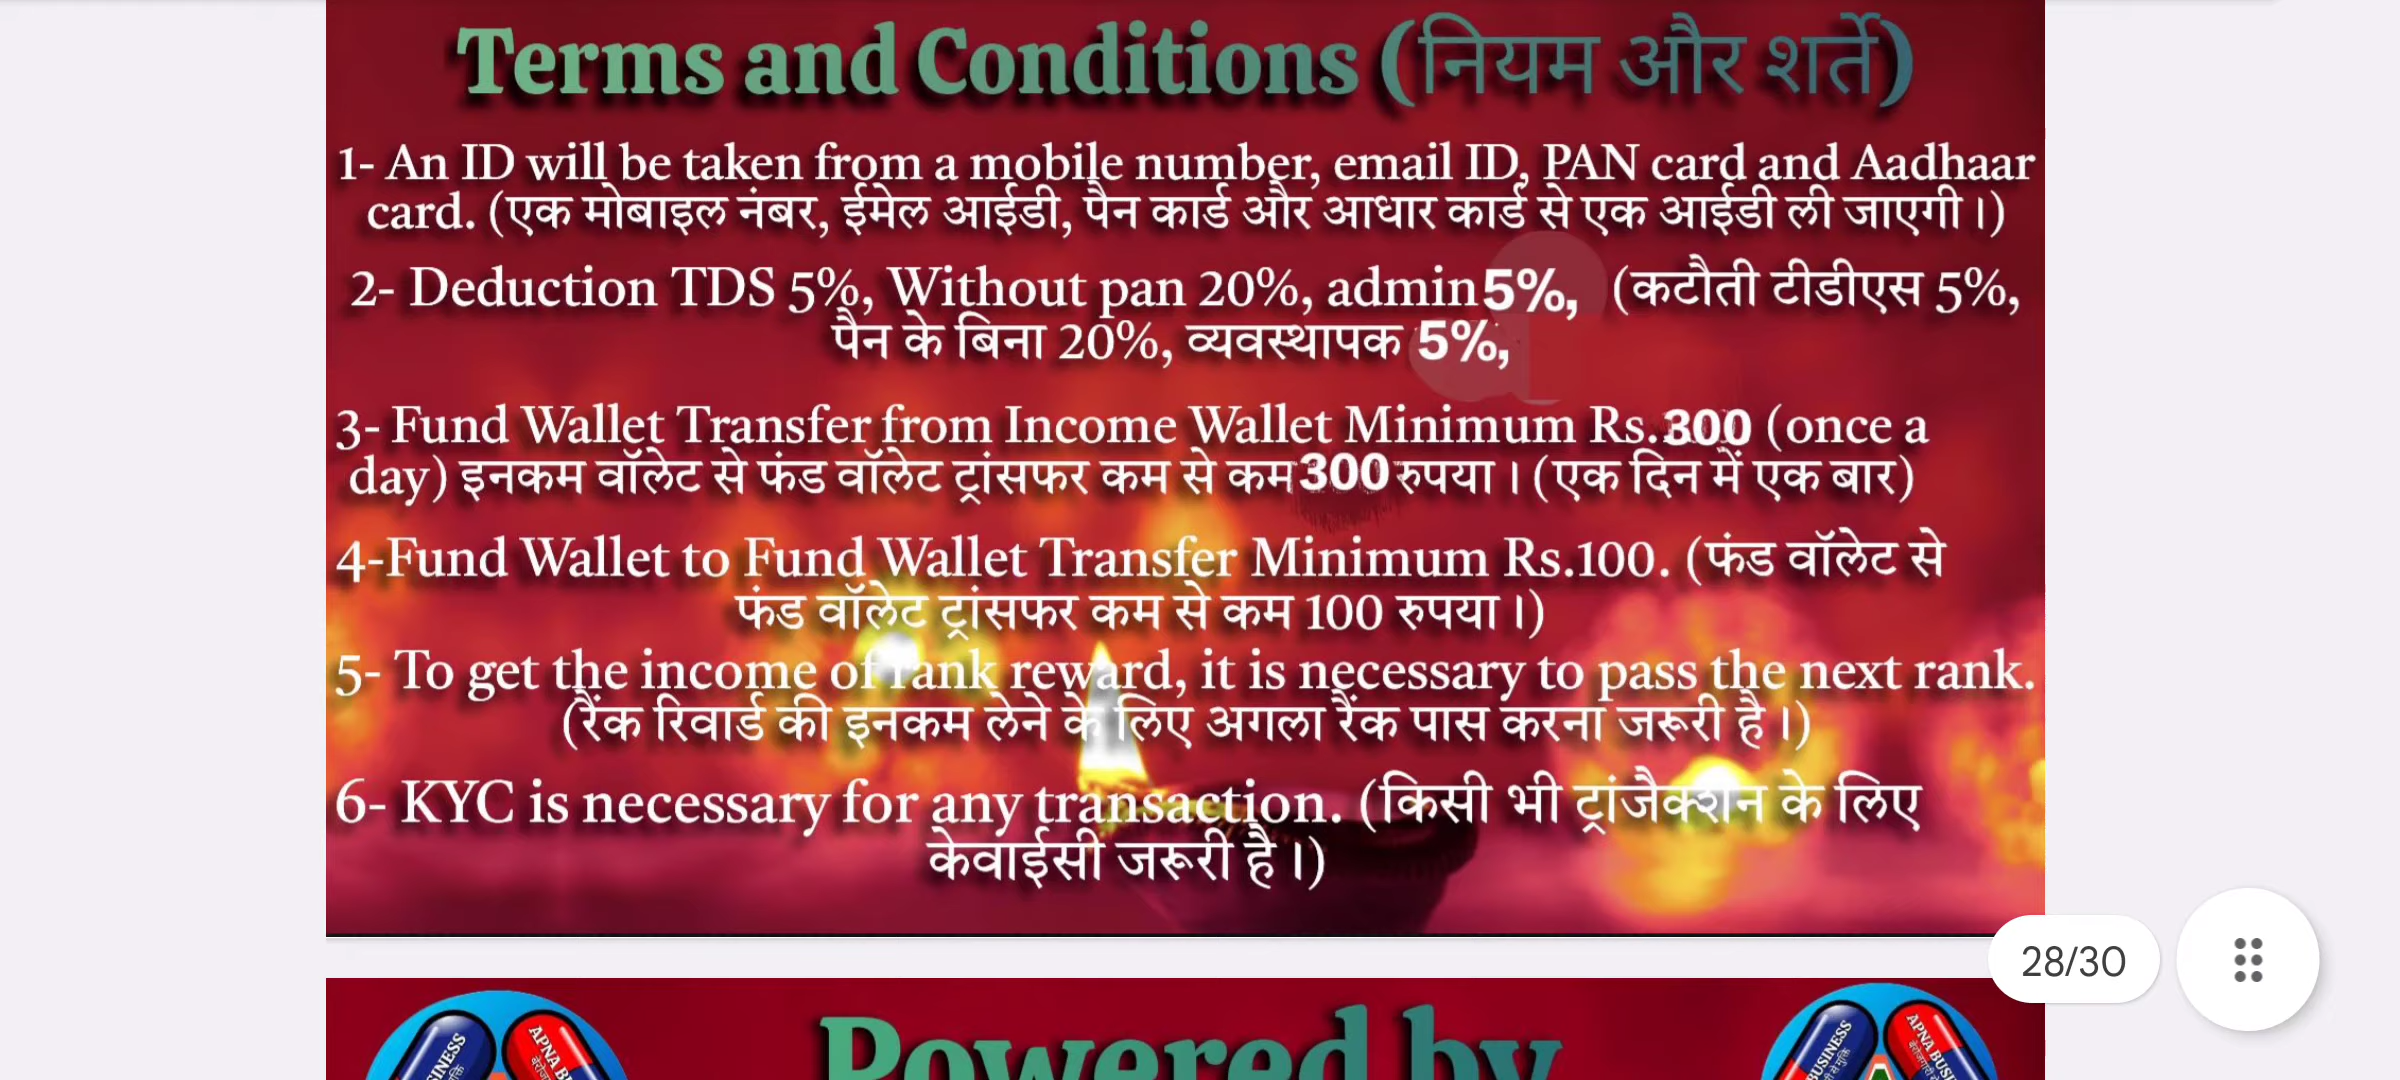 Terms and Conditions (नियम और शर्ते)
1- An ID will be taken from a mobile number, email ID, PAN card and Aadhaar
card. (एक मोबाइल नंबर, ईमेल आईडी, पैन कार्ड और आधार कार्ड से एक आईडी ली जाएगी।)
2- Deduction TDS 5%, Without pan 20%, admin 5%, (कटौती टीडीएस 5%,
पैन के बिना 20%, व्यवस्थापक 5%,
3- Fund Wallet Transfer from Income Wallet Minimum Rs.300 (once a
day) इनकम वॉलेट से फंड वॉलेट ट्रांसफर कम से कम 300 रुपया। (एक दिन में एक बार)
4-Fund Wallet to Fund Wallet Transfer Minimum Rs.100. (फंड वॉलेट से
फंड वॉलेट ट्रांसफर कम से कम 100 रुपया।)
5- To get the income of rank reward, it is necessary to pass the next rank.
(रैंक रिवार्ड की इनकम लेने के लिए अगला रैंक पास करना जरूरी है।)
6- KYC is necessary for any transaction. (किसी भी ट्रांजैक्शन के लिए
केवाईसी जरूरी है।)
28/30
Powered by
APNA
APNA BUS